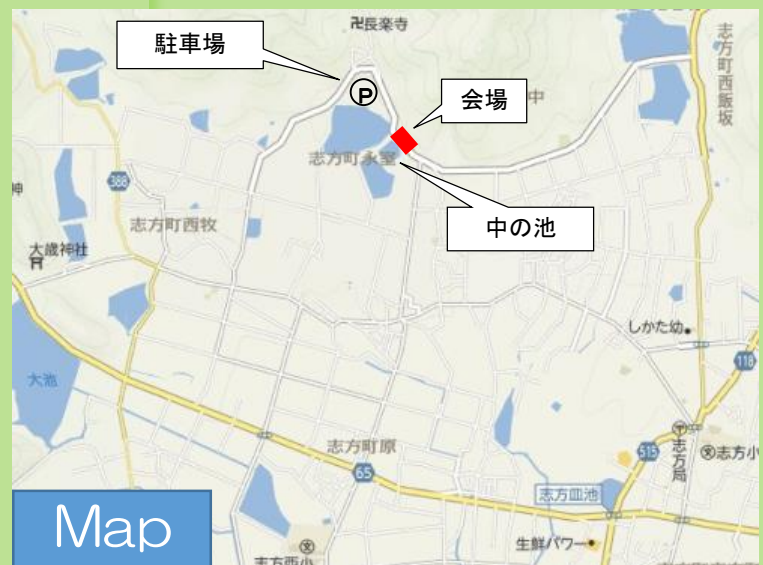 卍長楽寺
駐車場
P
会場
中
志方町西飯坂
志方町永室
388
神
中の池
志方町西牧
大歳神社
しかた幼
大池
118
志方町原
515
志方局
文志方小
65
志方皿池
Map
文
志方西小
生鮮パワー